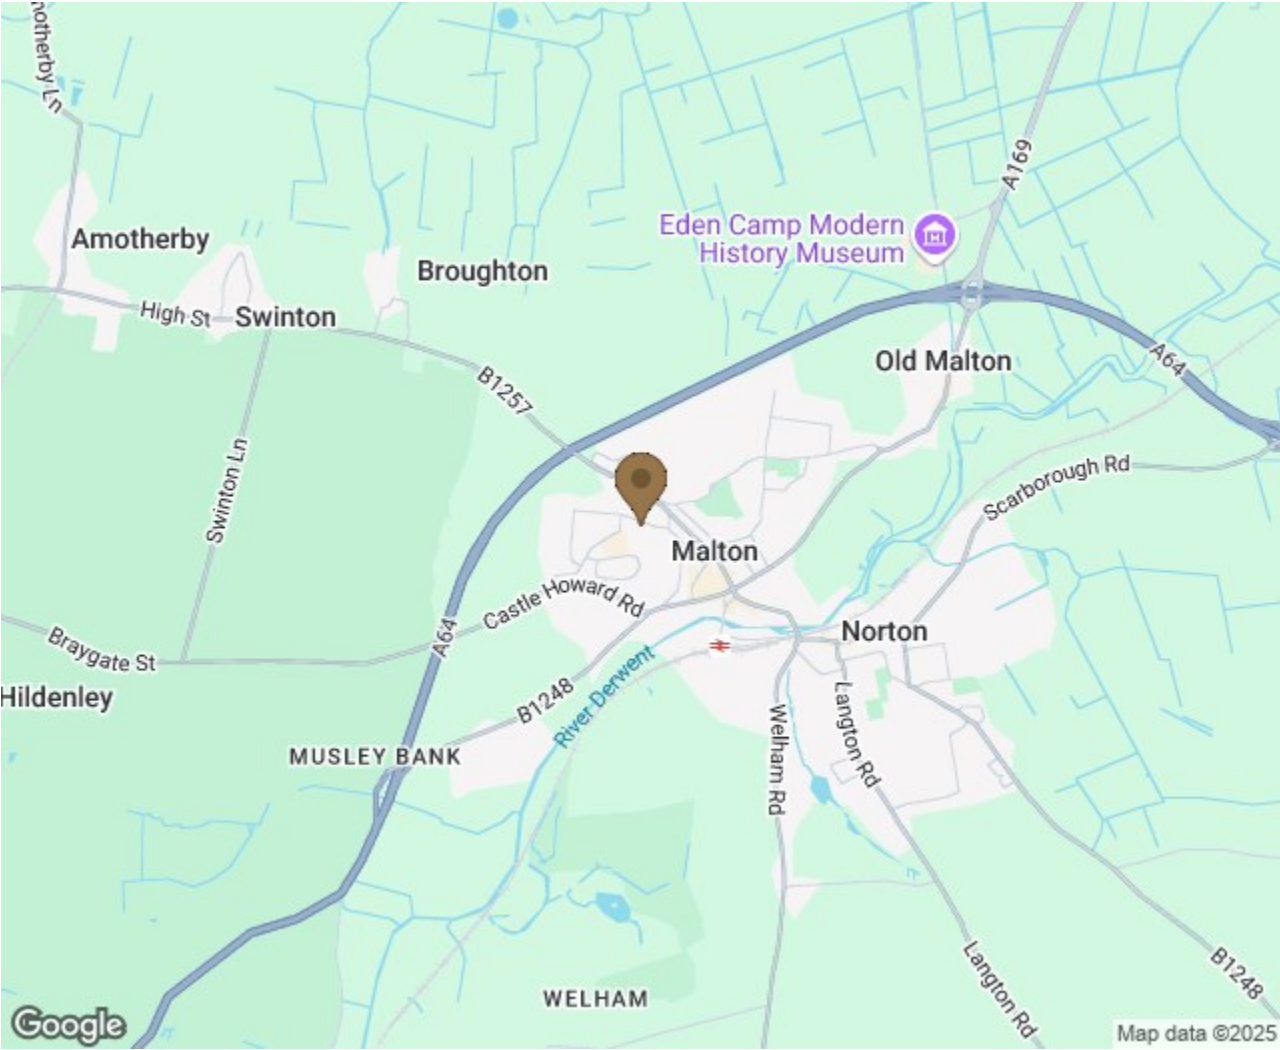 notherby Ln
A169
Eden Camp Modern
History Museum
Amotherby
Broughton
High St
Swinton
Old Malton
A64
B1257
Swinton Ln
Scarborough Rd
Malton
Castle Howard Rd
A64
Norton
Braygate St
River Derwent
Hildenley
B1248
Langton Rd
Welham Rd
MUSLEY BANK
B1248
Langton Rd
WELHAM
Google
Map data ©2025